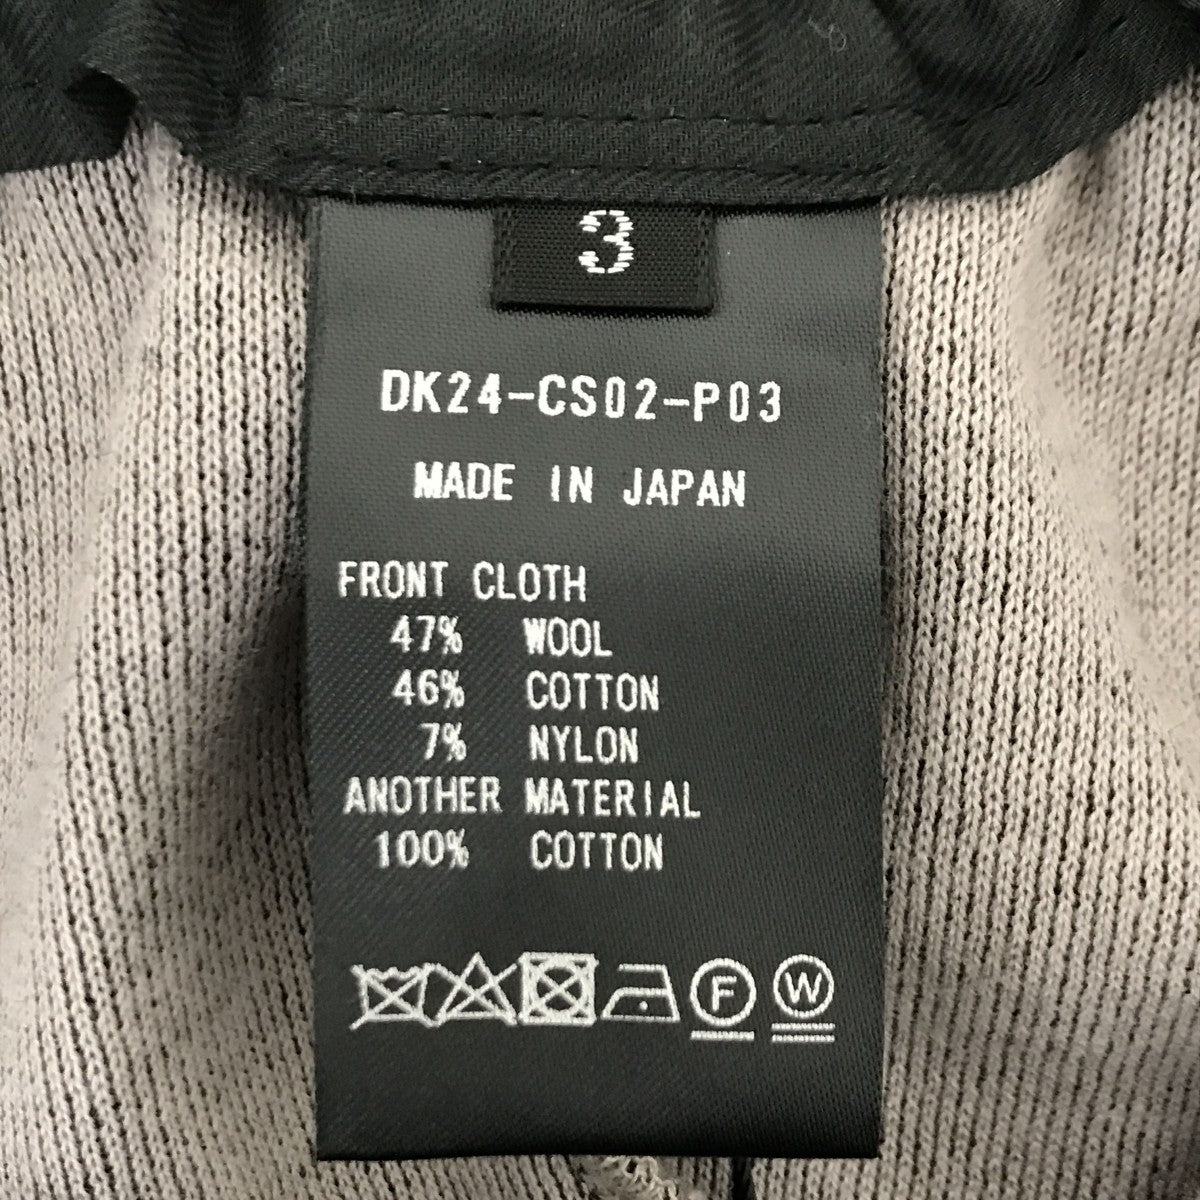 3
DK24-CS02-P03
MADE IN JAPAN
FRONT CLOTH
47% WOOL
46% COTTON
7% NYLON
ANOTHER MATERIAL
100% COTTON
F W